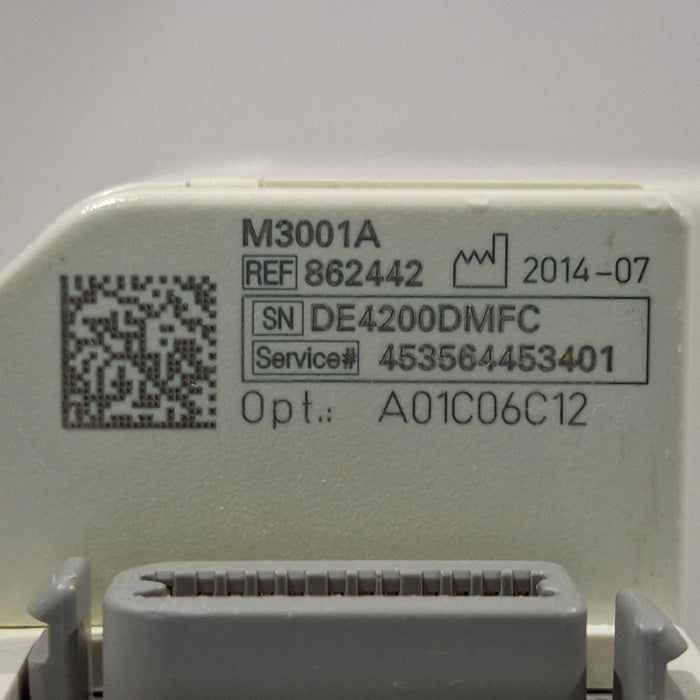 M3001A
REF 862442 2014-07
SN DE4200DMFC
Service# 453564453401
Opt.: A01C06C12